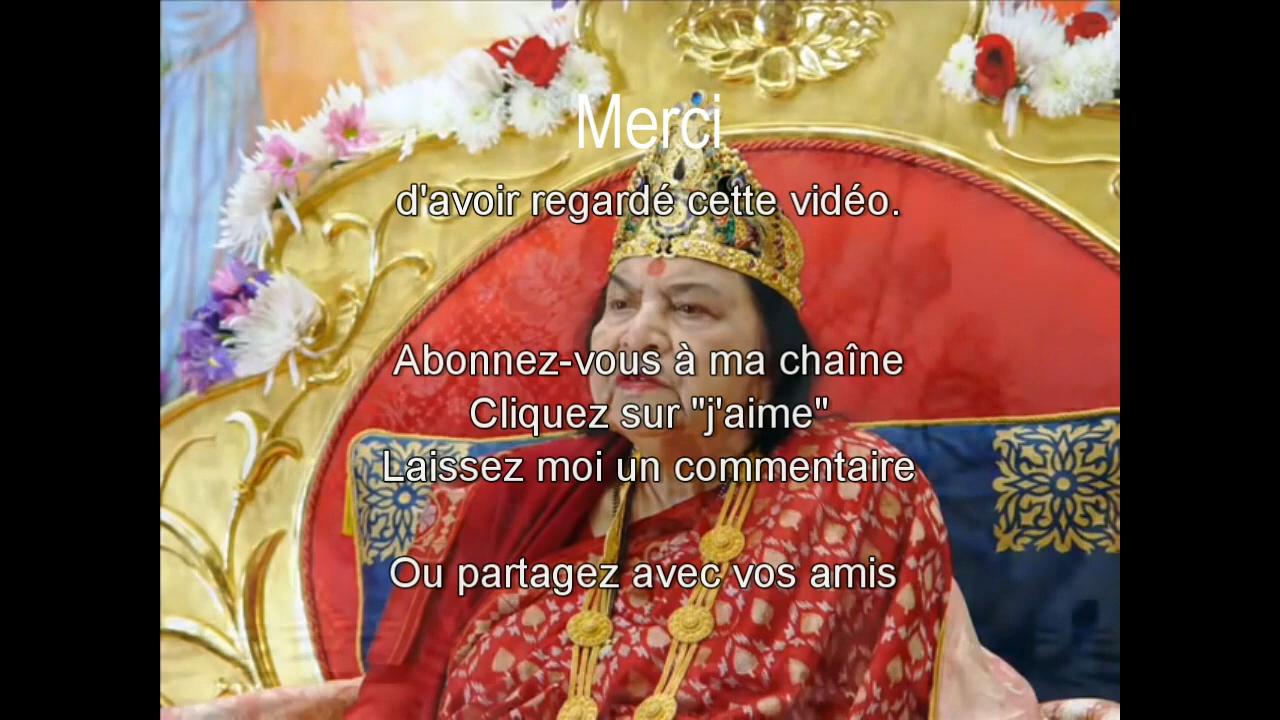 Merci
d'avoir regardé cette vidéo.
Abonnez-vous à ma chaîne
Cliquez sur "j'aime"
Laissez moi un commentaire
Ou partagez avec vos amis